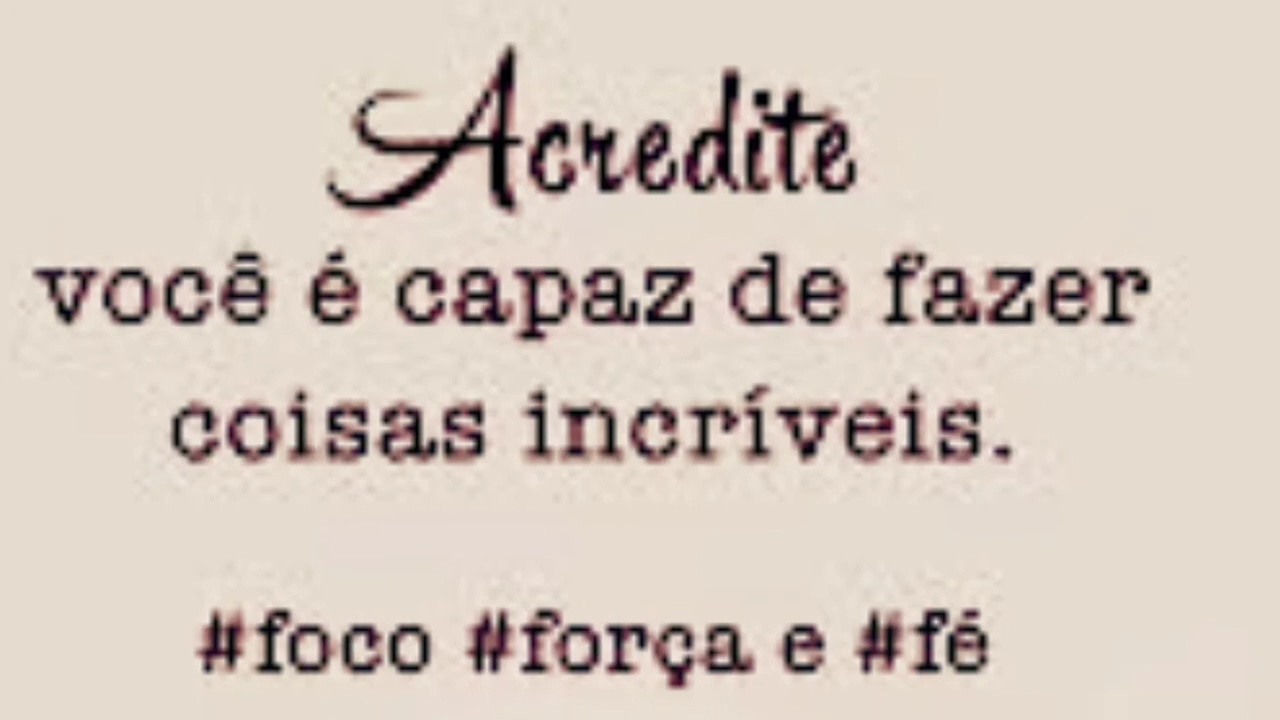 Acredite
você é capaz de fazer
coisas incríveis.
#foco #força e #fé